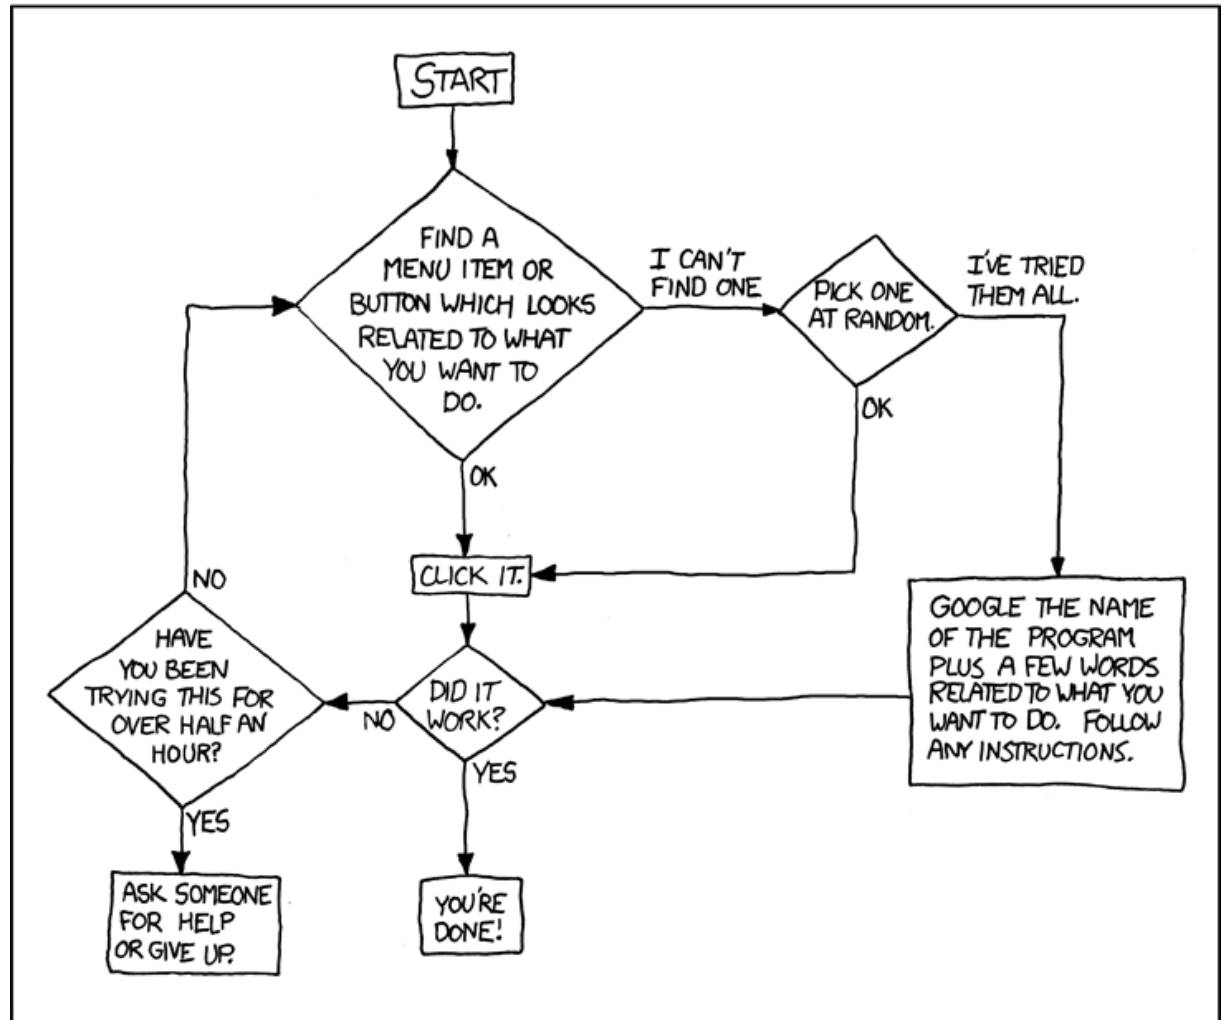 START
FIND A
MENU ITEM OR
BUTTON WHICH LOOKS
RELATED TO WHAT
YOU WANT TO
DO.
I CAN'T
FIND ONE
PICK ONE
AT RANDOM.
I'VE TRIED
THEM ALL.
OK
OK
CLICK IT.
NO
HAVE
YOU BEEN
TRYING THIS FOR
OVER HALF AN
HOUR?
NO
DID IT
WORK?
GOOGLE THE NAME
OF THE PROGRAM
PLUS A FEW WORDS
RELATED TO WHAT YOU
WANT TO DO. FOLLOW
ANY INSTRUCTIONS.
YES
YES
ASK SOMEONE
FOR HELP
OR GIVE UP.
YOU'RE
DONE!